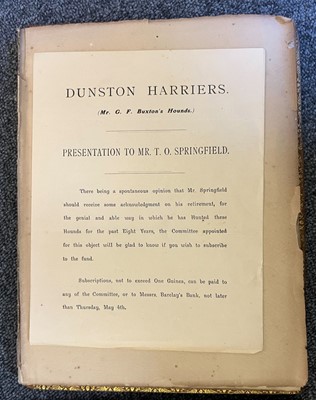 DUNSTON HARRIERS.
(Mr. G. F. Buxton's Hounds.)
PRESENTATION TO MR. T. O. SPRINGFIELD.
There being a spontaneous opinion that Mr. Springfield
should receive some acknowledgment on his retirement, for
the genial and able way in which he has Hunted these
Hounds for the past Eight Years, the Committee appointed
for this object will be glad to know if you wish to subscribe
to the fund.
Subscriptions, not to exceed One Guinea, can be paid to
any of the Committee, or to Messrs Barclay's Bank, not later
than Thursday, May 4th.